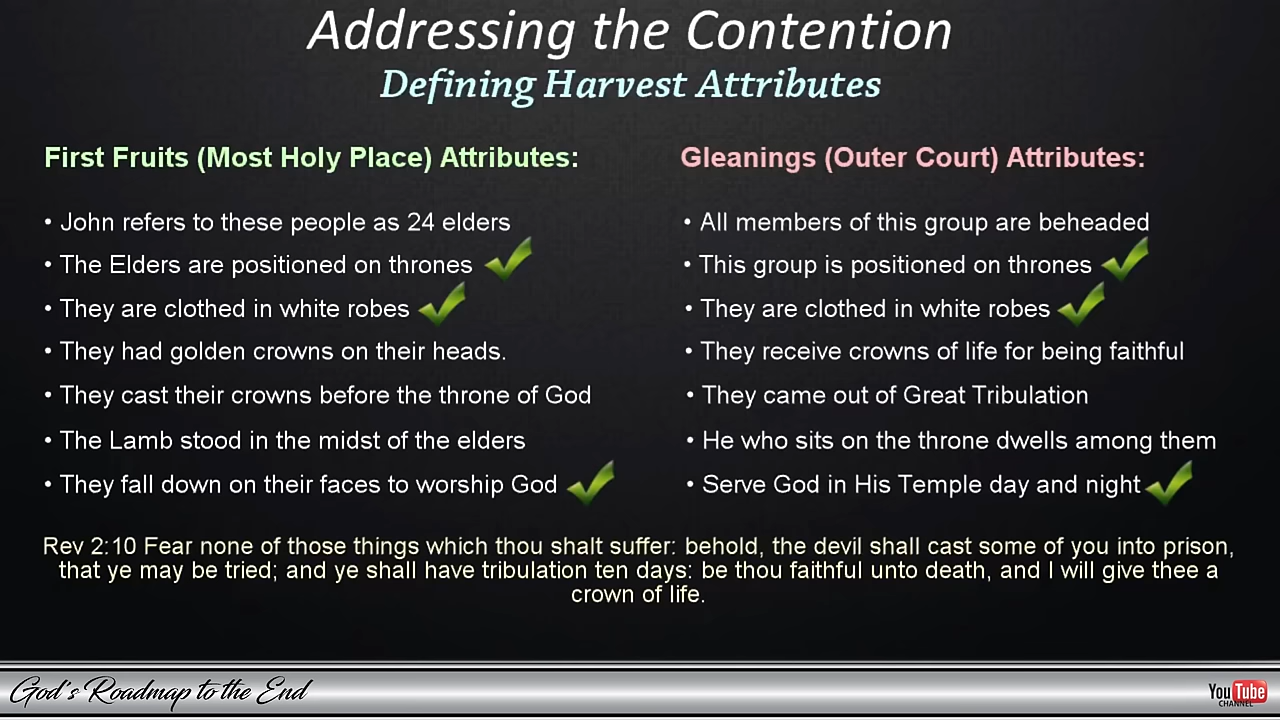 Addressing the Contention
Defining Harvest Attributes
First Fruits (Most Holy Place) Attributes:
• John refers to these people as 24 elders
• The Elders are positioned on thrones
• They are clothed in white robes
• They had golden crowns on their heads.
• They cast their crowns before the throne of God
• The Lamb stood in the midst of the elders
• They fall down on their faces to worship God
Gleanings (Outer Court) Attributes:
• All members of this group are beheaded
• This group is positioned on thrones
• They are clothed in white robes
• They receive crowns of life for being faithful
• They came out of Great Tribulation
• He who sits on the throne dwells among them
• Serve God in His Temple day and night
Rev 2:10 Fear none of those things which thou shalt suffer: behold, the devil shall cast some of you into prison,
that ye may be tried; and ye shall have tribulation ten days: be thou faithful unto death, and I will give thee a
crown of life.
God's Roadmap to the End
YouTube
CHANNEL